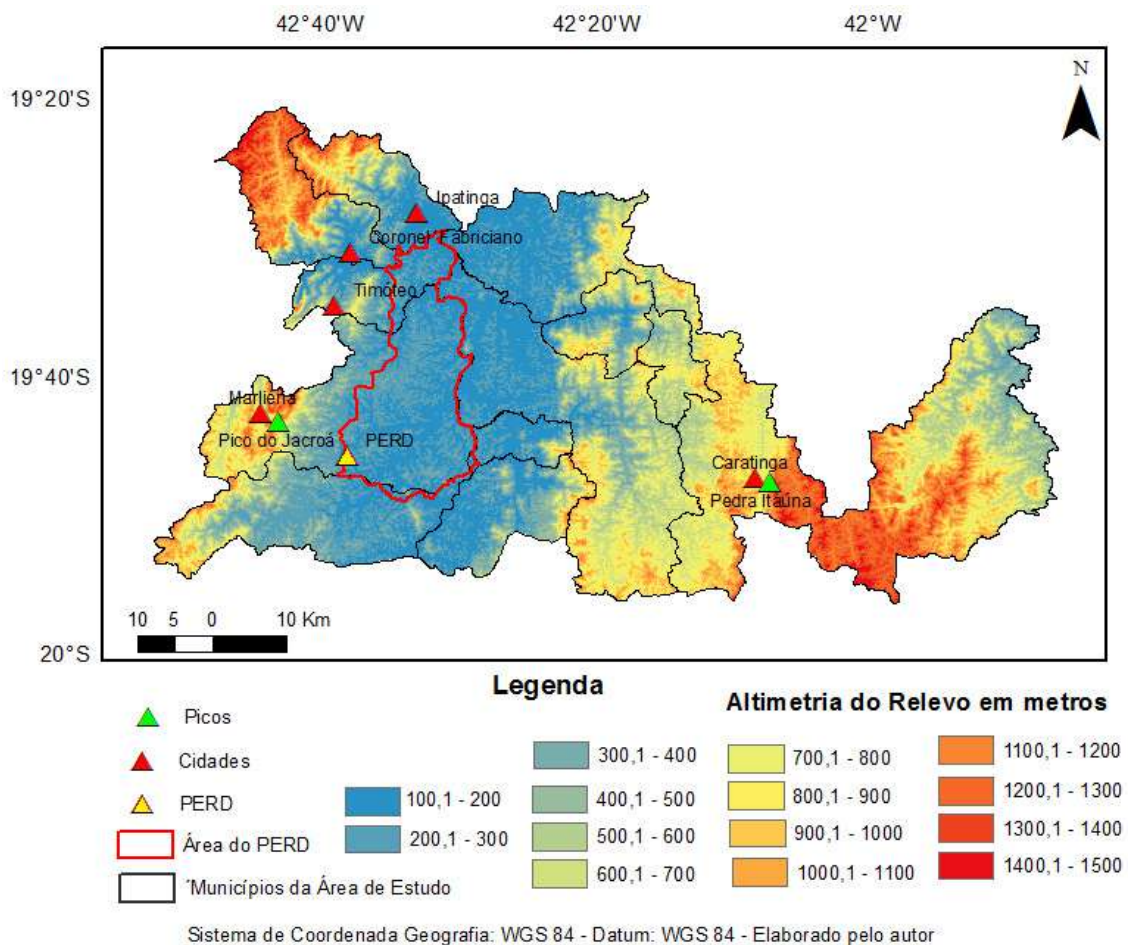 42°40'W 42°20'W 42°W
N
19°20'S
Ipatinga
Coronel Fabriciano
Timóteo
19°40'S
Marliéria
Pico do Jacroá
PERD
Caratinga
Pedra Itaúna
10 5 0 10 Km
20°S
Legenda
Altimetria do Relevo em metros
Picos
Cidades
PERD
Área do PERD
´Municípios da Área de Estudo
100,1 - 200
200,1 - 300
300,1 - 400
400,1 - 500
500,1 - 600
600,1 - 700
700,1 - 800
800,1 - 900
900,1 - 1000
1000,1 - 1100
1100,1 - 1200
1200,1 - 1300
1300,1 - 1400
1400,1 - 1500
Sistema de Coordenada Geografia: WGS 84 - Datum: WGS 84 - Elaborado pelo autor